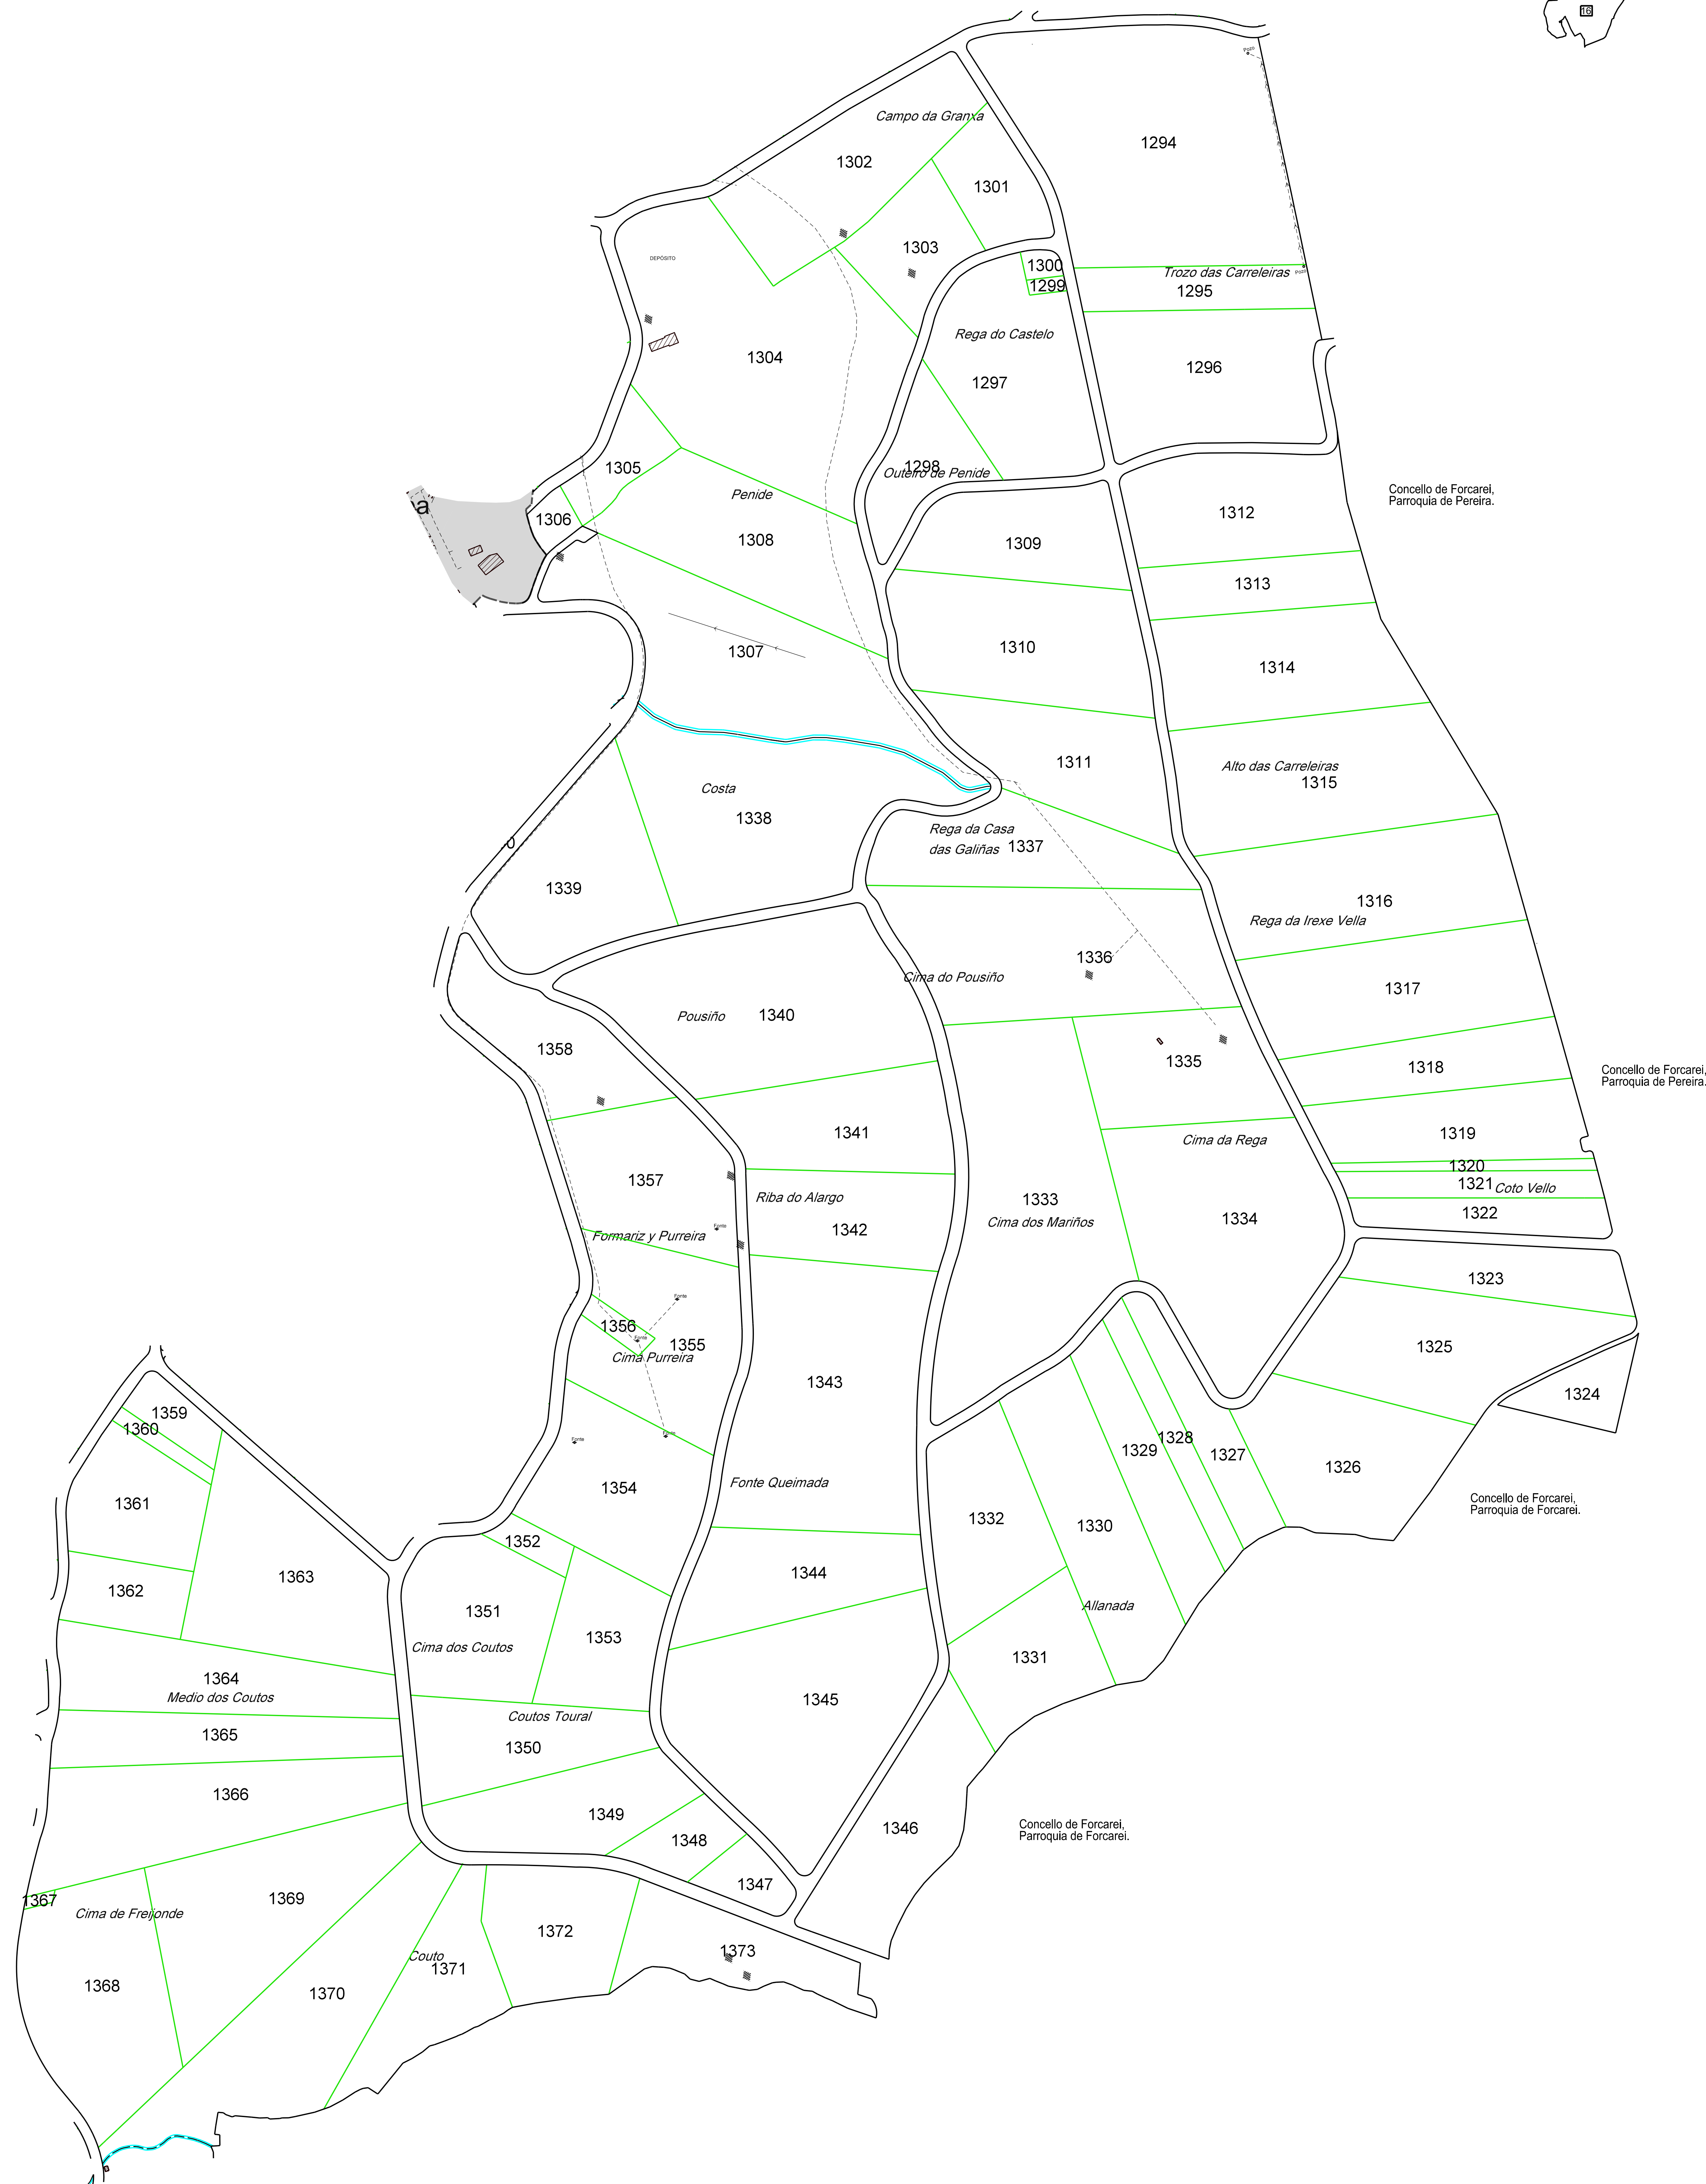 16
Pozo
Campo da Granxa
1294
1302
1301
1303
DEPÓSITO
1300
Trozo das Carreleiras
Pozo
1299
1295
Rega do Castelo
1304
1296
1297
1305
1298
Outeiro de Penide
Penide
Concello de Forcarei,
Parroquia de Pereira.
a
1306
1312
1308
1309
1313
1307
1310
1314
1311
Alto das Carreleiras
1315
Costa
1338
Rega da Casa
das Galiñas
1337
1339
1316
Rega da Irexe Vella
1336
Cima do Pousiño
1317
Pousiño
1340
1358
1335
1318
Concello de Forcarei,
Parroquia de Pereira.
1341
1319
Cima da Rega
1320
1357
1321
Coto Vello
Riba do Alargo
1333
1322
Cima dos Mariños
1334
1342
Fonte
Formariz y Purreira
1323
Fonte
1356
Fonte
1355
Cima Purreira
1325
1343
1324
1359
1360
Fonte
Fonte
1329
1328
1327
1326
1354
Fonte Queimada
1361
1332
1330
Concello de Forcarei,
Parroquia de Forcarei.
1352
1344
1363
1362
1351
Allanada
1353
Cima dos Coutos
1331
1364
Medio dos Coutos
1345
Coutos Toural
1365
1350
1366
1349
1346
Concello de Forcarei,
Parroquia de Forcarei.
1348
1347
1367
1369
Cima de Freijonde
1372
1373
Couto
1371
1368
1370